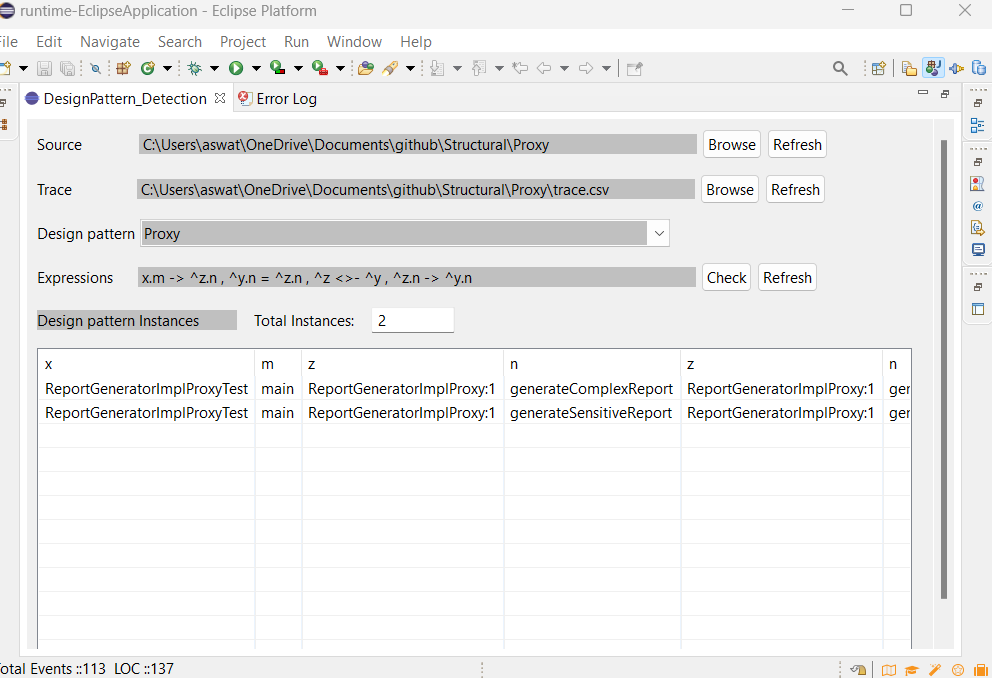 runtime-EclipseApplication - Eclipse Platform
File Edit Navigate Search Project Run Window Help
DesignPattern_Detection Error Log
Source C:\Users\aswat\OneDrive\Documents\github\Structural\Proxy Browse Refresh
Trace C:\Users\aswat\OneDrive\Documents\github\Structural\Proxy\trace.csv Browse Refresh
Design pattern Proxy
Expressions x.m -> ^z.n , ^y.n = ^z.n , ^z <>- ^y , ^z.n -> ^y.n Check Refresh
Design pattern Instances Total Instances: 2
x m z n z n
ReportGeneratorImplProxyTest main ReportGeneratorImplProxy:1 generateComplexReport ReportGeneratorImplProxy:1 ger
ReportGeneratorImplProxyTest main ReportGeneratorImplProxy:1 generateSensitiveReport ReportGeneratorImplProxy:1 ger
otal Events ::113 LOC ::137